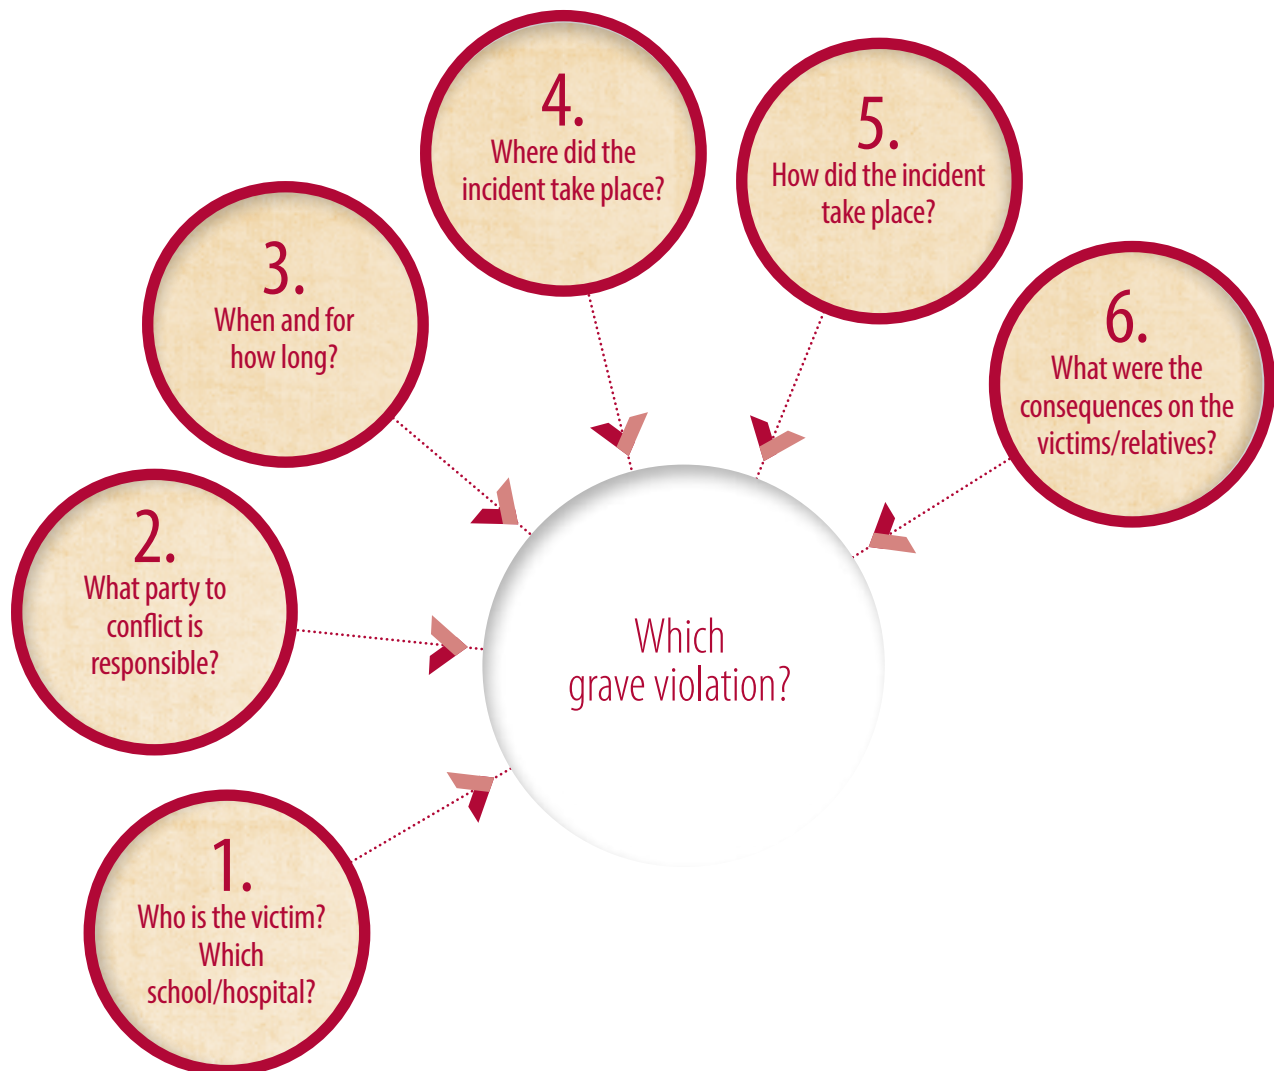 1.
Who is the victim?
Which
school/hospital?
2.
What party to
conflict is
responsible?
3.
When and for
how long?
4.
Where did the
incident take place?
5.
How did the incident
take place?
6.
What were the
consequences on the
victims/relatives?
Which
grave violation?